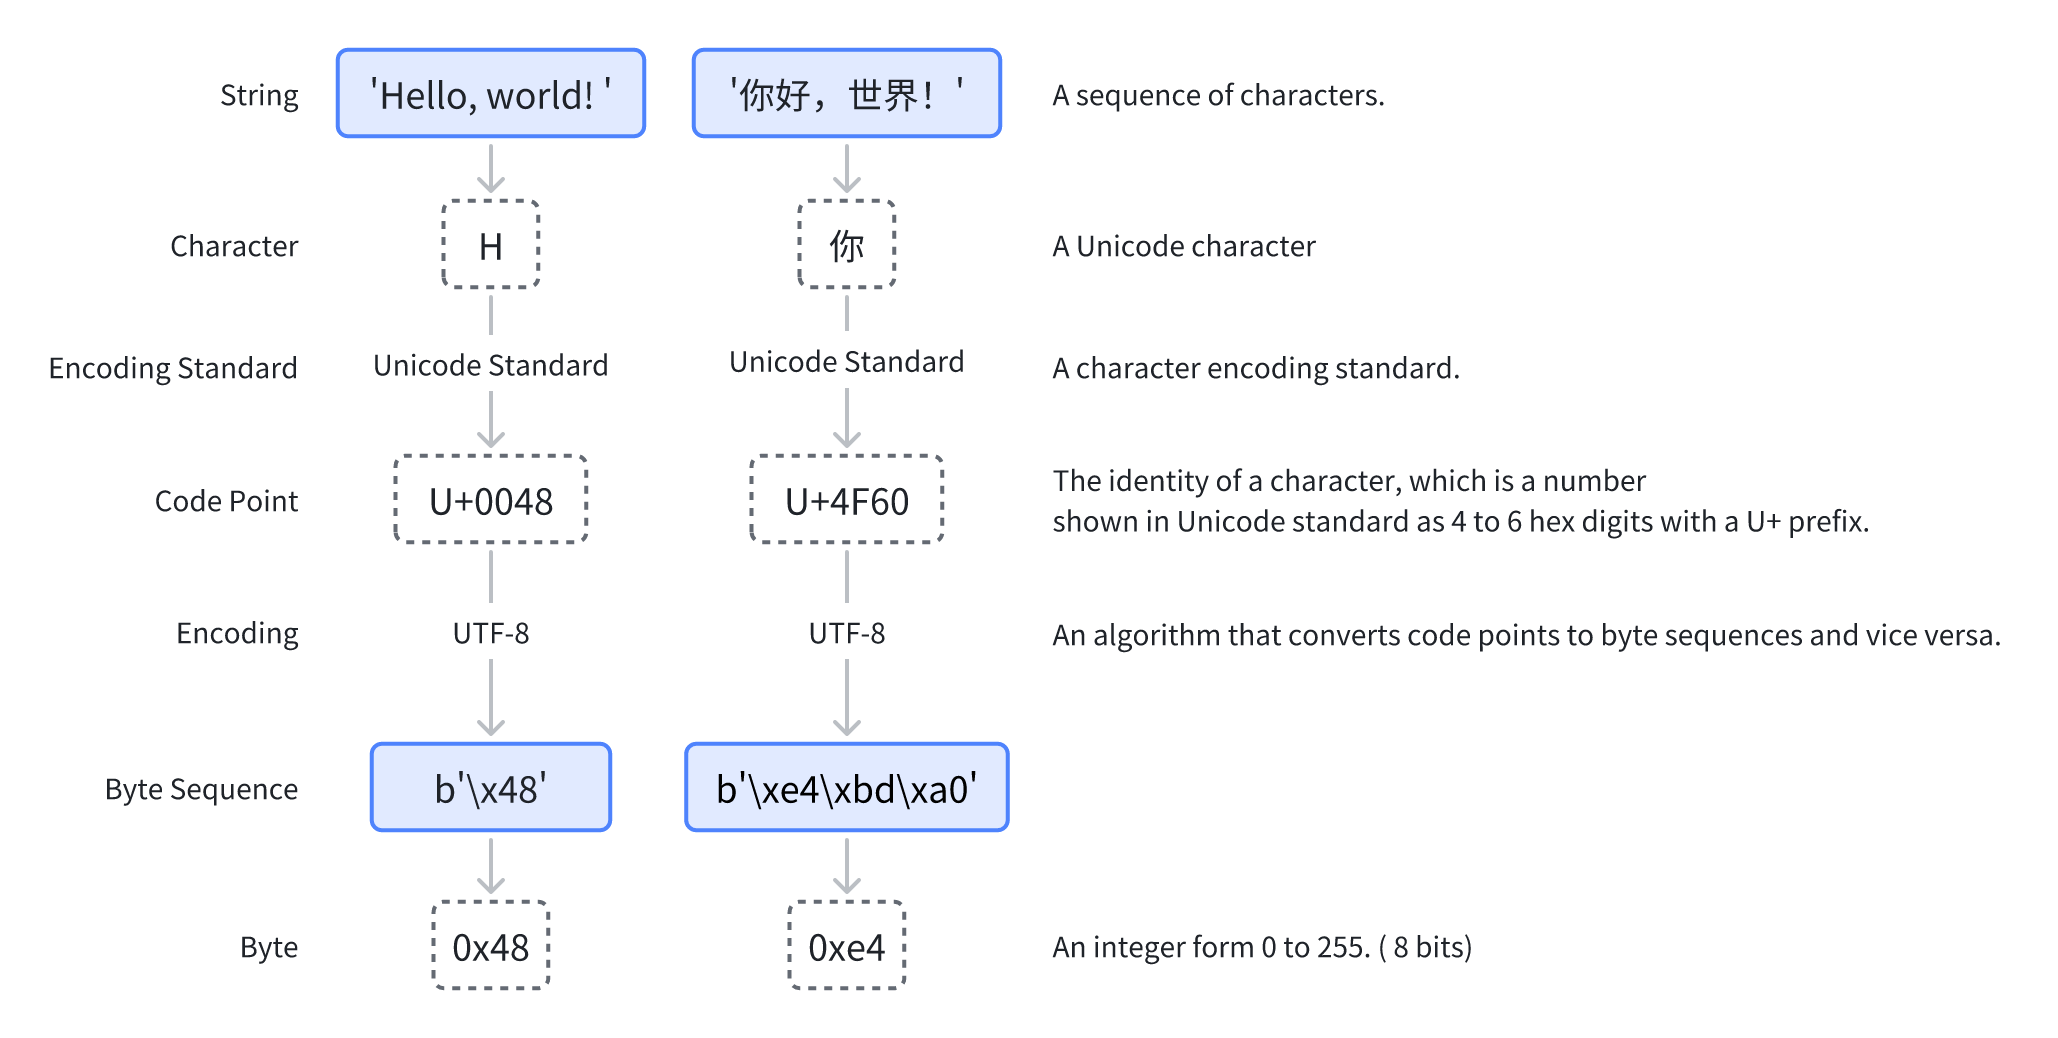 String 'Hello, world! ' '你好，世界！' A sequence of characters.
Character H 你 A Unicode character
Encoding Standard Unicode Standard Unicode Standard A character encoding standard.
Code Point U+0048 U+4F60 The identity of a character, which is a number
shown in Unicode standard as 4 to 6 hex digits with a U+ prefix.
Encoding UTF-8 UTF-8 An algorithm that converts code points to byte sequences and vice versa.
Byte Sequence b'\x48' b'\xe4\xbd\xa0'
Byte 0x48 0xe4 An integer form 0 to 255. ( 8 bits)